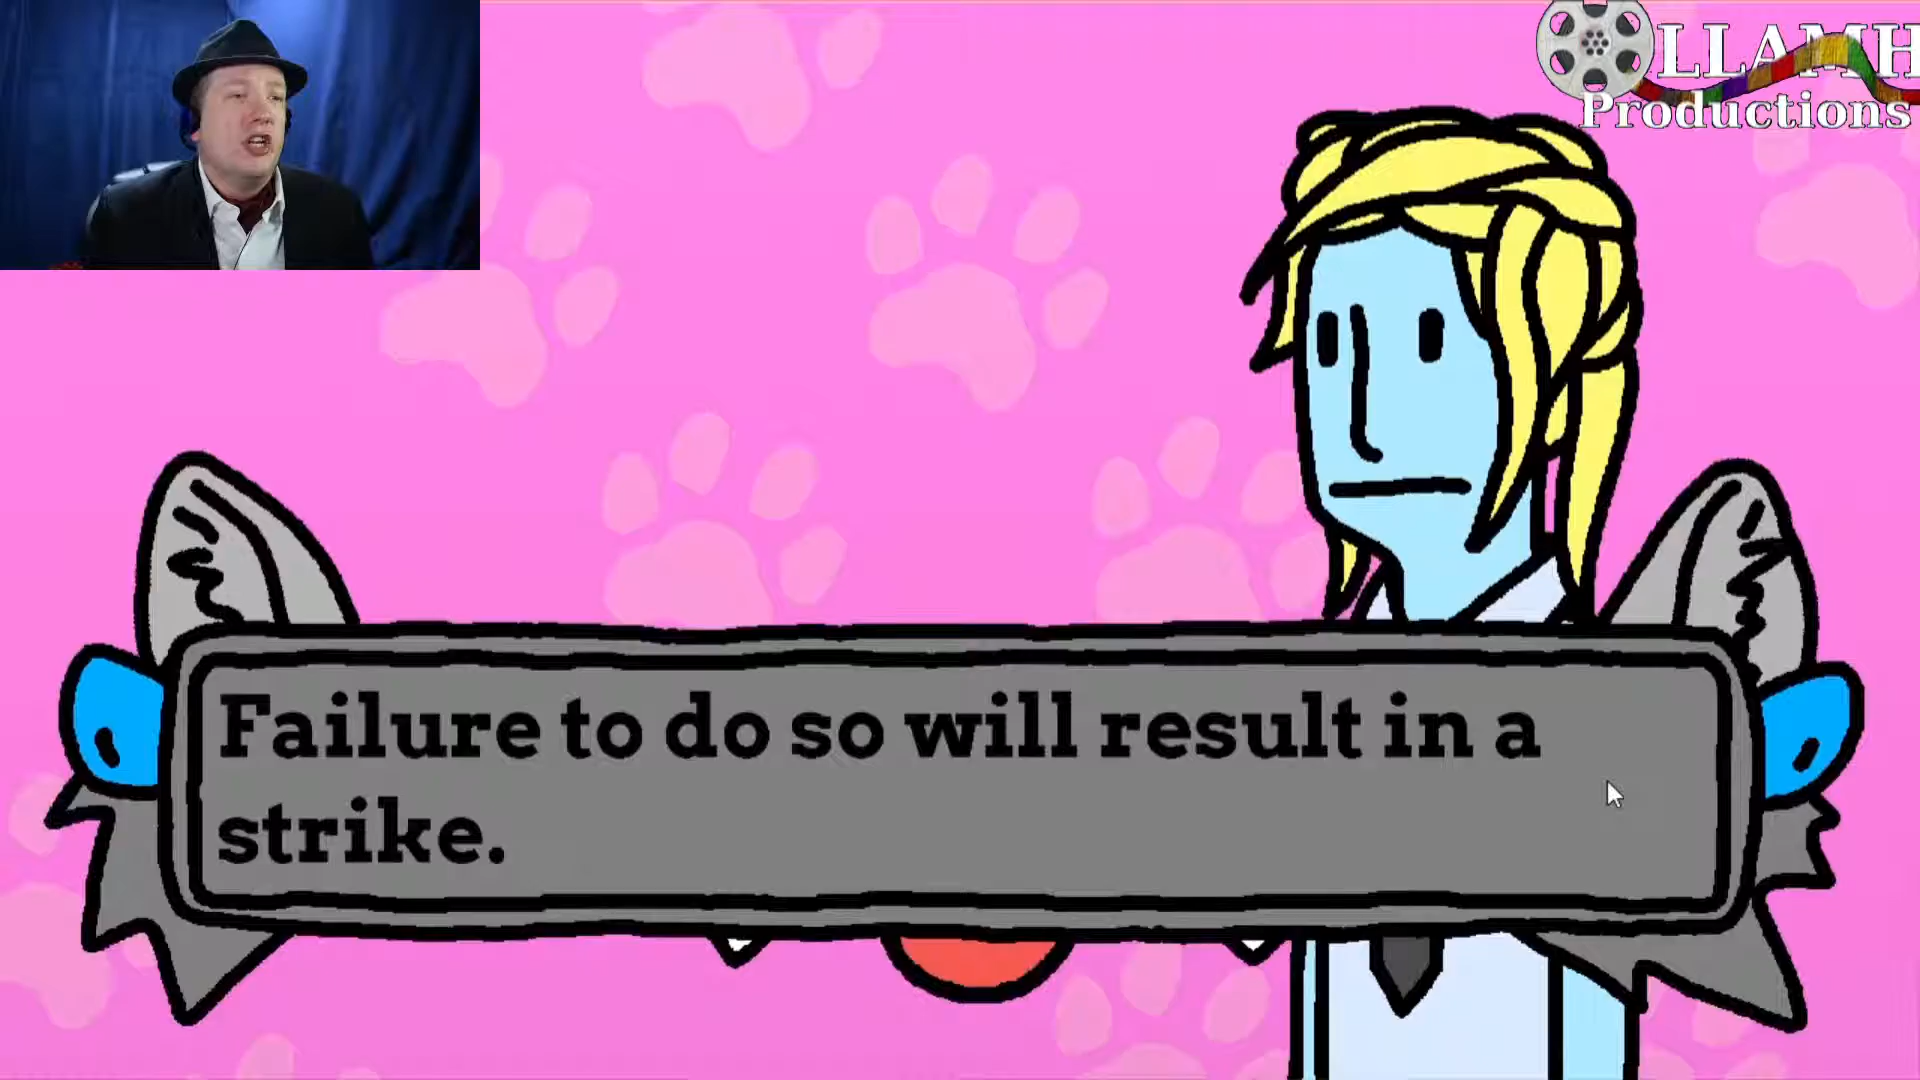 LLAMH
Productions
Failure to do so will result in a
strike.